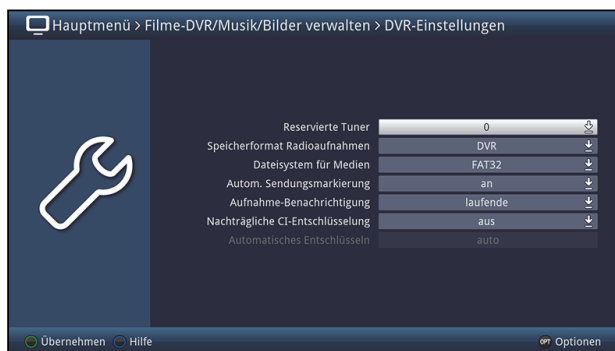 Hauptmenü > Filme-DVR/Musik/Bilder verwalten > DVR-Einstellungen
Reservierte Tuner 0
Speicherformat Radioaufnahmen DVR
Dateisystem für Medien FAT32
Autom. Sendungsmarkierung an
Aufnahme-Benachrichtigung laufende
Nachträgliche CI-Entschlüsselung aus
Automatisches Entschlüsseln auto
Übernehmen Hilfe OPT Optionen